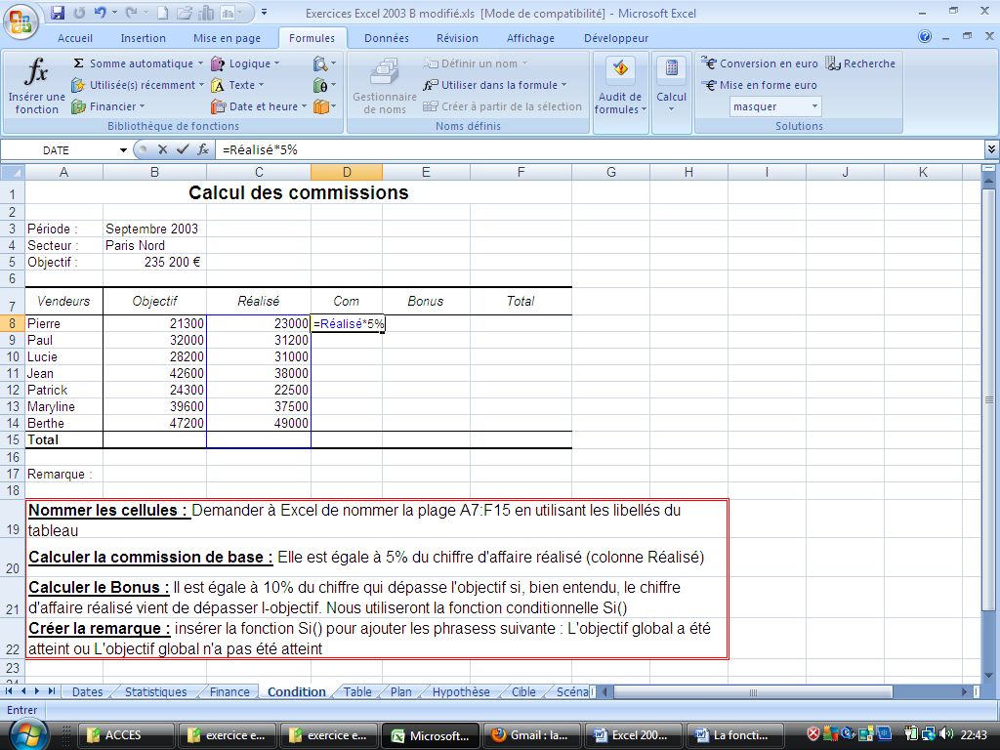 Exercices Excel 2003 B modifié.xls [Mode de compatibilité] - Microsoft Excel
Accueil Insertion Mise en page Formules Données Révision Affichage Développeur
fx Insérer une fonction
Σ Somme automatique
Utilisée(s) récemment
Financier
Logique
Texte
Date et heure
Bibliothèque de fonctions
Gestionnaire de noms
Définir un nom
Utiliser dans la formule
Créer à partir de la sélection
Noms définis
Audit de formules
Calcul
Conversion en euro Recherche
Mise en forme euro
masquer
Solutions
DATE fx =Réalisé*5%
A B C D E F G H I J K
1 Calcul des commissions
2
3 Période : Septembre 2003
4 Secteur : Paris Nord
5 Objectif : 235 200 €
6
7 Vendeurs Objectif Réalisé Com Bonus Total
8 Pierre 21300 23000 =Réalisé*5%
9 Paul 32000 31200
10 Lucie 28200 31000
11 Jean 42600 38000
12 Patrick 24300 22500
13 Maryline 39600 37500
14 Berthe 47200 49000
15 Total
16
17 Remarque :
18
Nommer les cellules : Demander à Excel de nommer la plage A7:F15 en utilisant les libellés du
19 tableau
20 Calculer la commission de base : Elle est égale à 5% du chiffre d'affaire réalisé (colonne Réalisé)
Calculer le Bonus : Il est égale à 10% du chiffre qui dépasse l'objectif si, bien entendu, le chiffre
21 d'affaire réalisé vient de dépasser l-objectif. Nous utiliseront la fonction conditionnelle Si()
Créer la remarque : insérer la fonction Si() pour ajouter les phrasess suivante : L'objectif global a été
22 atteint ou L'objectif global n'a pas été atteint
23
24
Dates Statistiques Finance Condition Table Plan Hypothèse Cible Scéna
Entrer
ACCES exercice e... exercice e... Microsoft... Gmail : la... Excel 200... La foncti... 22:43